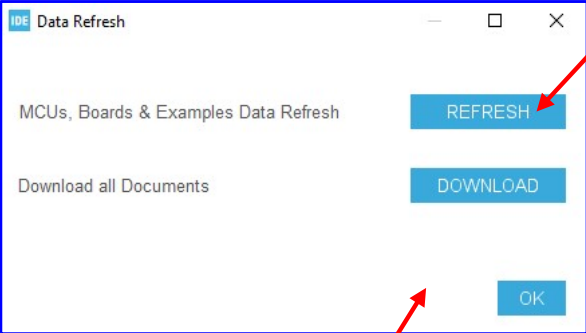 IDE Data Refresh
MCUs, Boards & Examples Data Refresh REFRESH
Download all Documents DOWNLOAD
OK